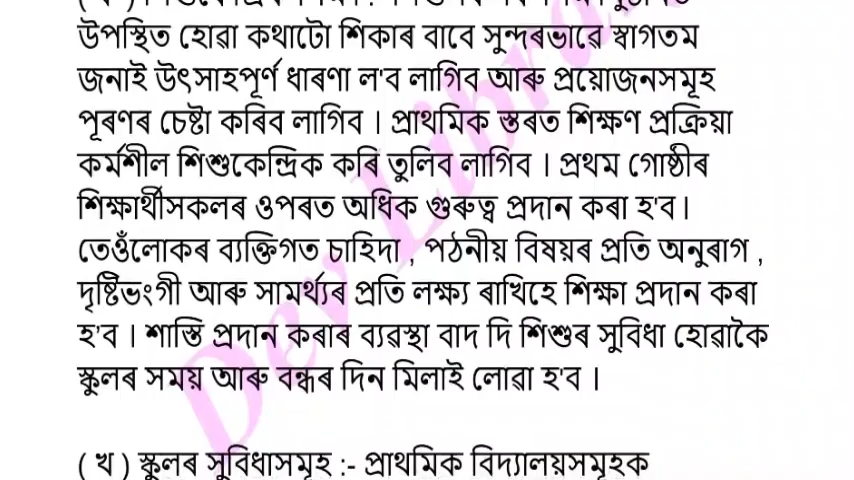 উপস্থিত হোৱা কথাটো শিকাৰ বাবে সুন্দৰভাৱে স্বাগতম
জনাই উৎসাহপূৰ্ণ ধাৰণা ল'ব লাগিব আৰু প্ৰয়োজনসমূহ
পূৰণৰ চেষ্টা কৰিব লাগিব । প্ৰাথমিক স্তৰত শিক্ষণ প্ৰক্ৰিয়া
কৰ্মশীল শিশুকেন্দ্ৰিক কৰি তুলিব লাগিব । প্ৰথম গোষ্ঠীৰ
শিক্ষাৰ্থীসকলৰ ওপৰত অধিক গুৰুত্ব প্ৰদান কৰা হ'ব।
তেওঁলোকৰ ব্যক্তিগত চাহিদা , পঠনীয় বিষয়ৰ প্ৰতি অনুৰাগ ,
দৃষ্টিভংগী আৰু সামৰ্থ্যৰ প্ৰতি লক্ষ্য ৰাখিহে শিক্ষা প্ৰদান কৰা
হ'ব । শাস্তি প্ৰদান কৰাৰ ব্যৱস্থা বাদ দি শিশুৰ সুবিধা হোৱাকৈ
স্কুলৰ সময় আৰু বন্ধৰ দিন মিলাই লোৱা হ'ব ।
( খ ) স্কুলৰ সুবিধাসমূহ :- প্ৰাথমিক বিদ্যালয়সমূহক